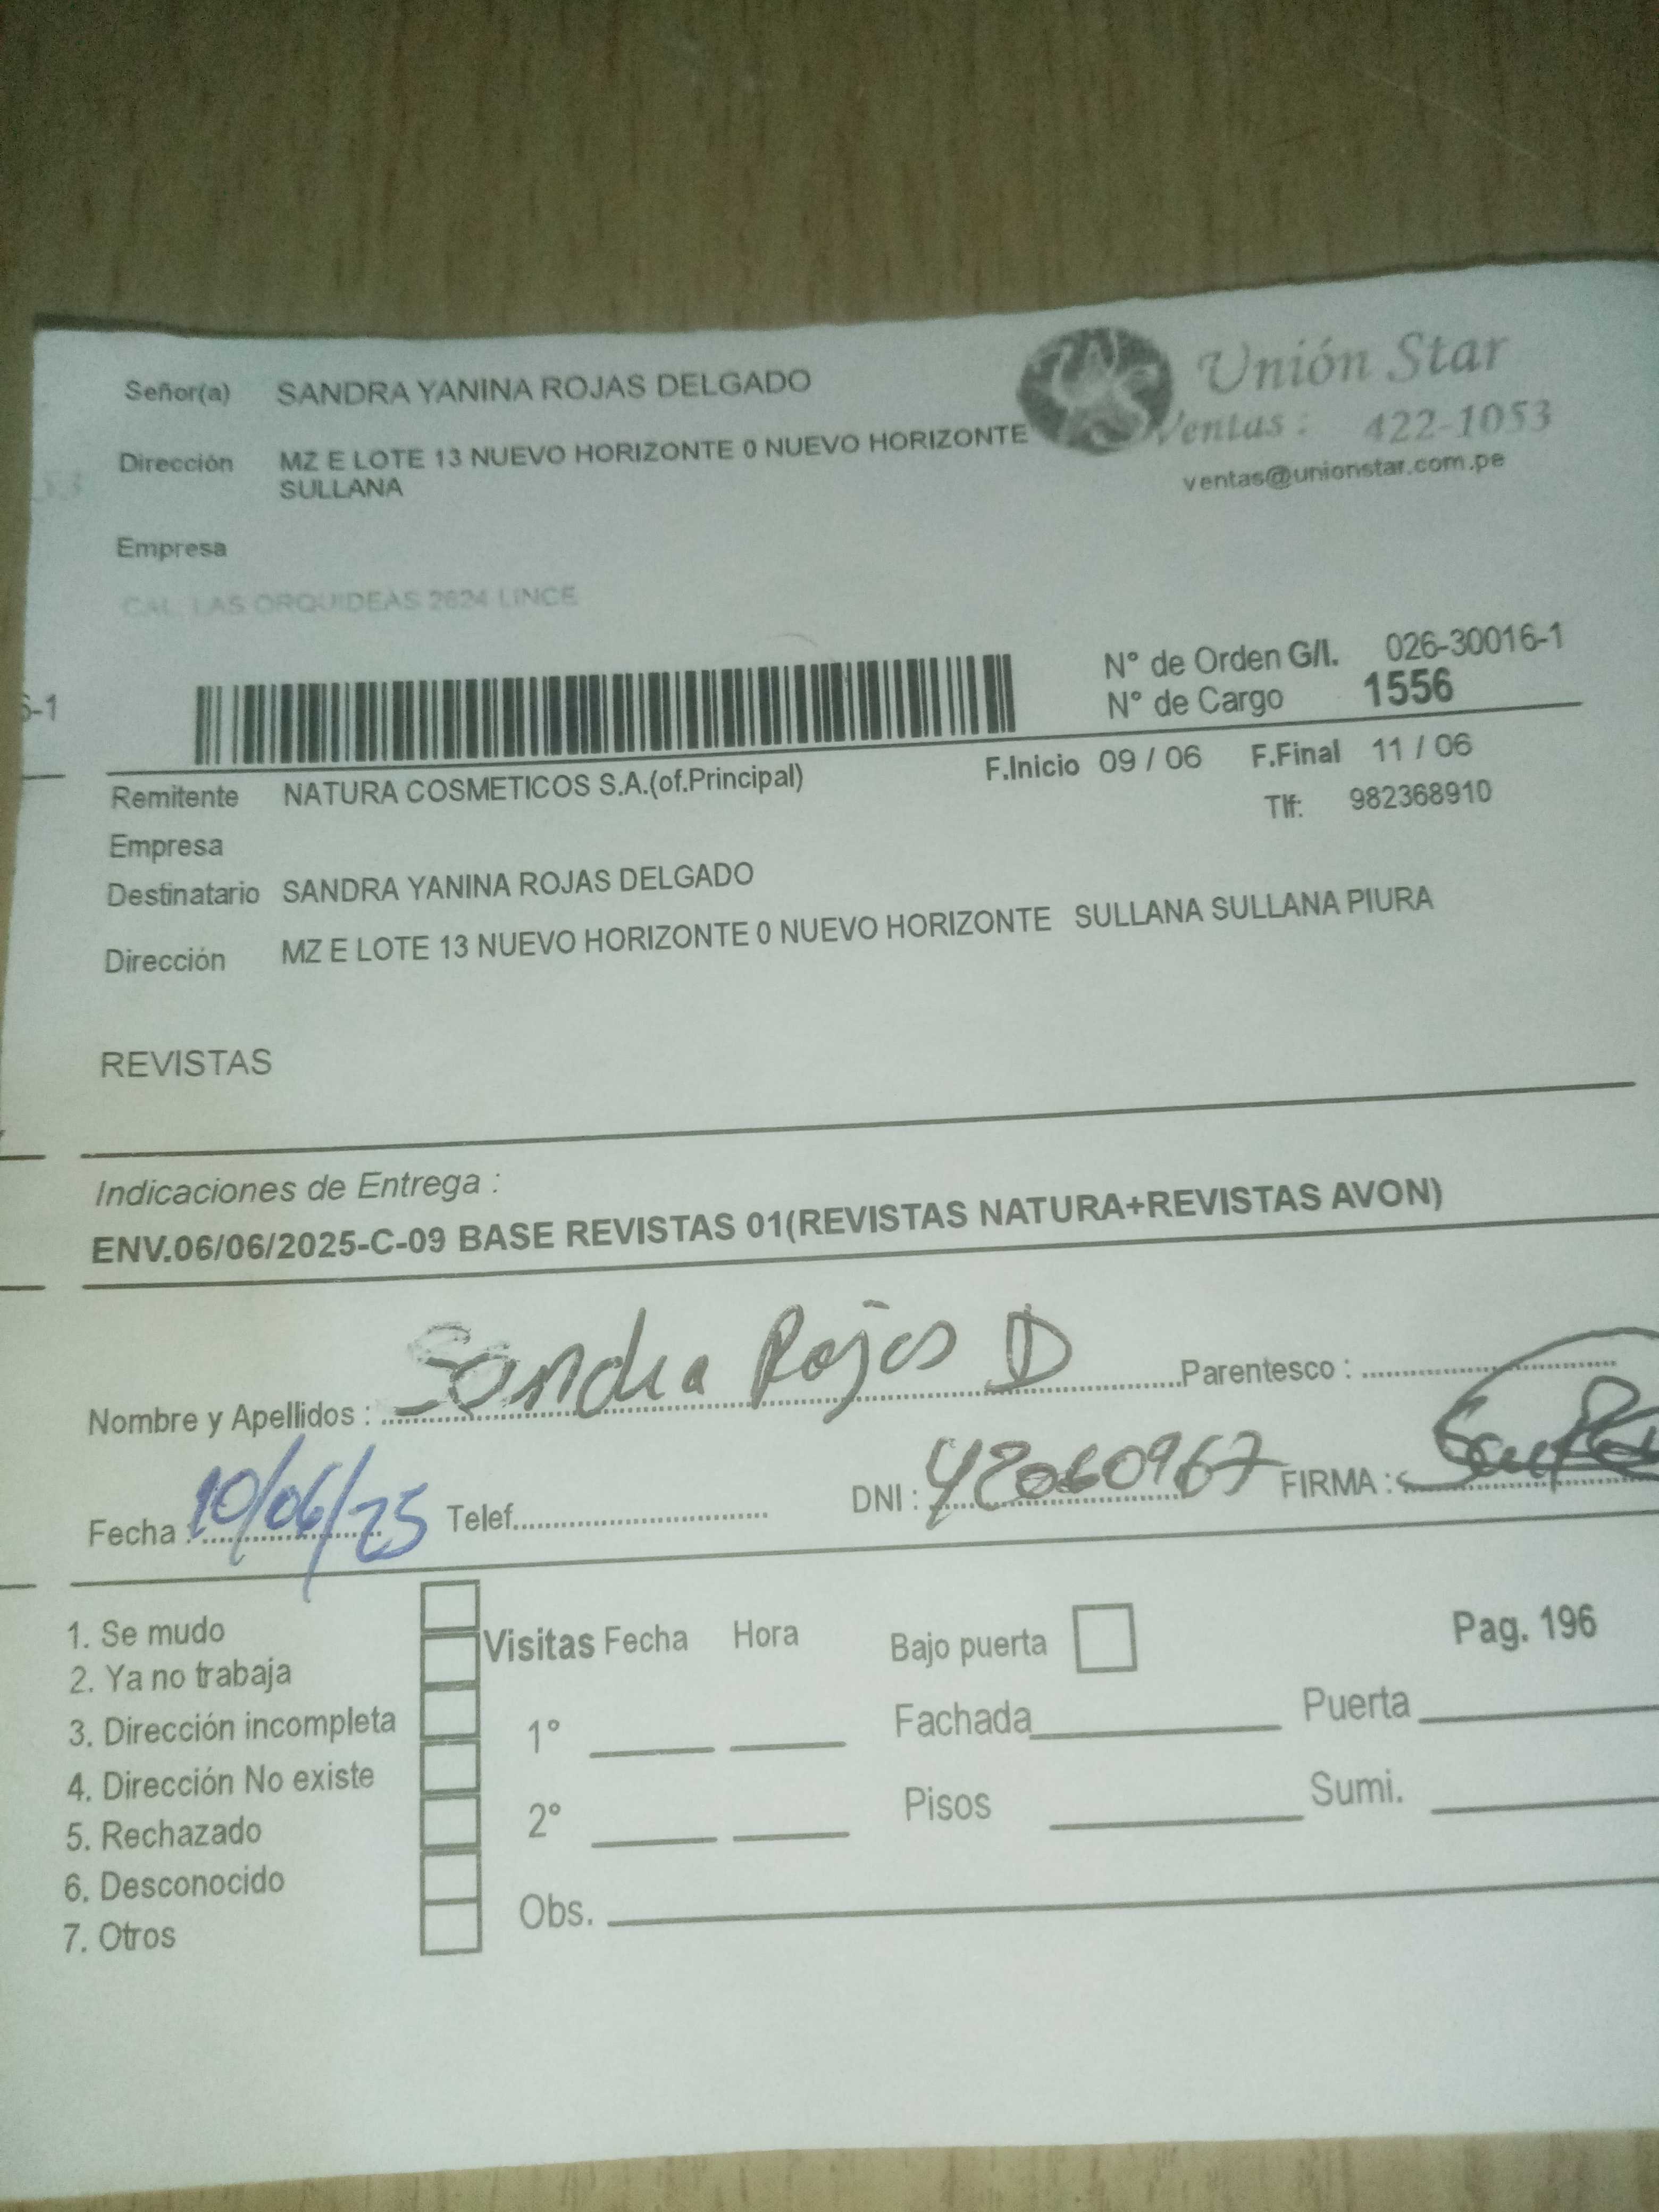 Señor(a) SANDRA YANINA ROJAS DELGADO
Unión Star
Ventas : 422-1053
ventas@unionstar.com.pe
Dirección MZ E LOTE 13 NUEVO HORIZONTE 0 NUEVO HORIZONTE
SULLANA
Empresa
CAL LAS ORQUIDEAS 2624 LINCE
N° de Orden G/I. 026-30016-1
N° de Cargo 1556
-1
F.Inicio 09 / 06 F.Final 11 / 06
Remitente NATURA COSMETICOS S.A.(of.Principal)
Tlf: 982368910
Empresa
Destinatario SANDRA YANINA ROJAS DELGADO
Dirección MZ E LOTE 13 NUEVO HORIZONTE 0 NUEVO HORIZONTE SULLANA SULLANA PIURA
REVISTAS
Indicaciones de Entrega :
ENV.06/06/2025-C-09 BASE REVISTAS 01(REVISTAS NATURA+REVISTAS AVON)
Nombre y Apellidos : Sandra Rojas D Parentesco :
Fecha : 10/06/25 Telef. DNI : 42060967 FIRMA :
1. Se mudo
2. Ya no trabaja
3. Dirección incompleta
4. Dirección No existe
5. Rechazado
6. Desconocido
7. Otros
Visitas Fecha Hora
1°
2°
Obs.
Bajo puerta
Pag. 196
Fachada Puerta
Pisos Sumi.